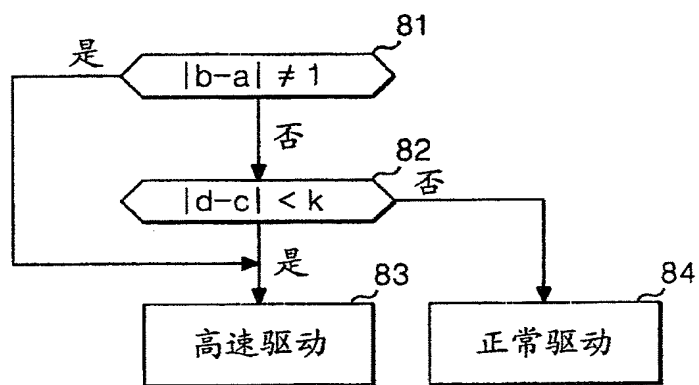 81
是
|b-a| ≠ 1
否
82
|d-c| < k
否
是
83
84
高速驱动
正常驱动